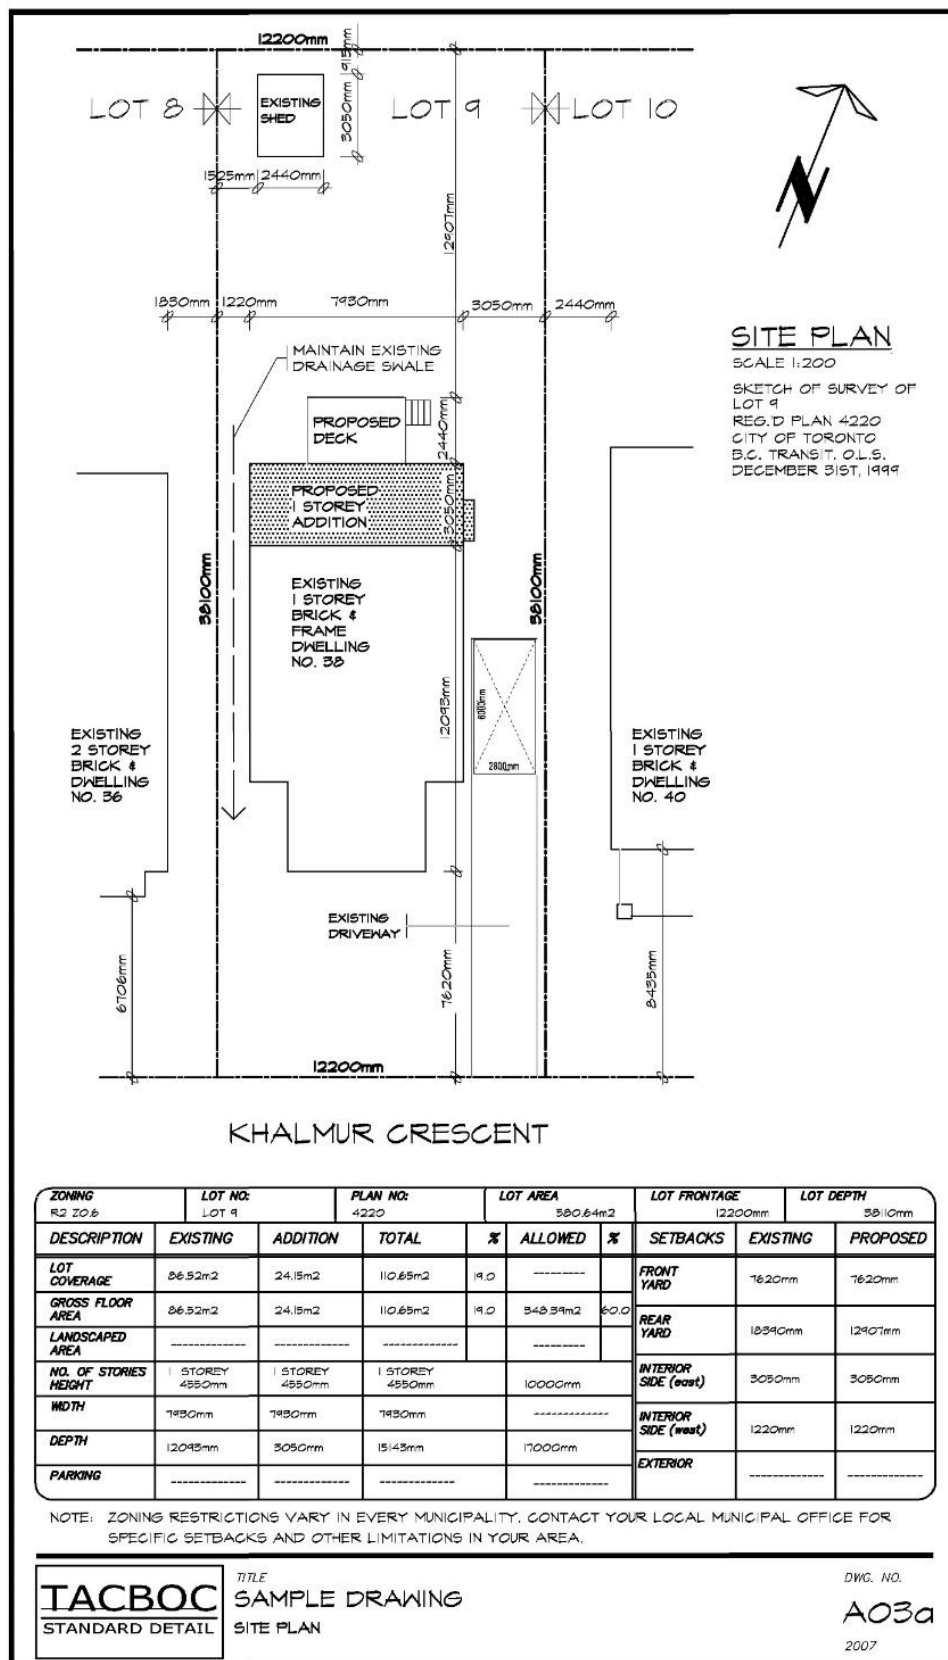 12200mm
915mm
LOT 8
EXISTING
SHED
3050mm
LOT 9
LOT 10
1525mm
2440mm
12907mm
N
1830mm
1220mm
7930mm
3050mm
2440mm
SITE PLAN
SCALE 1:200
SKETCH OF SURVEY OF
LOT 9
REG.'D PLAN 4220
CITY OF TORONTO
B.C. TRANSIT, O.L.S.
DECEMBER 31ST, 1999
MAINTAIN EXISTING
DRAINAGE SWALE
PROPOSED
DECK
2440mm
PROPOSED
1 STOREY
ADDITION
3050mm
38100mm
EXISTING
1 STOREY
BRICK &
FRAME
DWELLING
NO. 38
38100mm
12093mm
6000mm
2800mm
EXISTING
2 STOREY
BRICK &
DWELLING
NO. 36
EXISTING
1 STOREY
BRICK &
DWELLING
NO. 40
EXISTING
DRIVEWAY
6706mm
7620mm
8435mm
12200mm
KHALMUR CRESCENT
ZONING LOT NO: PLAN NO: LOT AREA LOT FRONTAGE LOT DEPTH
R2 Z0.6 LOT 9 4220 580.64m2 12200mm 38110mm
DESCRIPTION EXISTING ADDITION TOTAL % ALLOWED % SETBACKS EXISTING PROPOSED
LOT
COVERAGE 86.52m2 24.15m2 110.65m2 19.0 ---------
GROSS FLOOR
AREA 86.52m2 24.15m2 110.65m2 19.0 348.39m2 60.0
LANDSCAPED
AREA ------------- ------------- ------------- ---------
NO. OF STORIES 1 STOREY 1 STOREY 1 STOREY
HEIGHT 4550mm 4550mm 4550mm 10000mm
WIDTH 7930mm 7930mm 7930mm -------------
DEPTH 12093mm 3050mm 15143mm 17000mm
PARKING ------------- ------------- ------------- -------------
FRONT
YARD 7620mm 7620mm
REAR
YARD 18390mm 12907mm
INTERIOR
SIDE (east) 3050mm 3050mm
INTERIOR
SIDE (west) 1220mm 1220mm
EXTERIOR ------------- -------------
NOTE: ZONING RESTRICTIONS VARY IN EVERY MUNICIPALITY. CONTACT YOUR LOCAL MUNICIPAL OFFICE FOR
SPECIFIC SETBACKS AND OTHER LIMITATIONS IN YOUR AREA.
TACBOC
STANDARD DETAIL
TITLE
SAMPLE DRAWING
SITE PLAN
DWG. NO.
A03a
2007